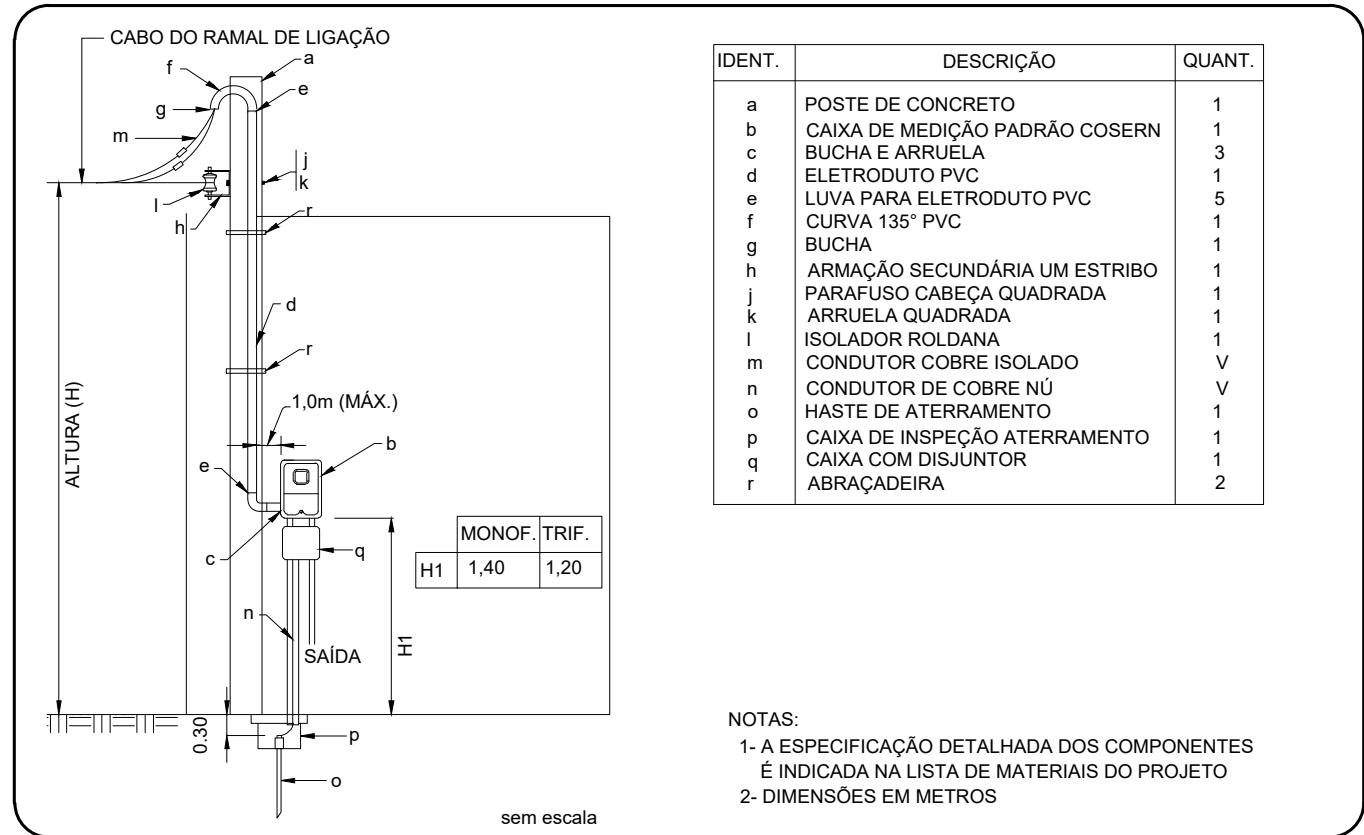 CABO DO RAMAL DE LIGAÇÃO
a
f
e
g
m
j
k
l
h
r
d
r
1,0m (MÁX.)
b
e
ALTURA (H)
c
q
MONOF. TRIF.
H1 1,40 1,20
n
SAÍDA
H1
0.30
p
o
sem escala
IDENT. DESCRIÇÃO QUANT.
a POSTE DE CONCRETO 1
b CAIXA DE MEDIÇÃO PADRÃO COSERN 1
c BUCHA E ARRUELA 3
d ELETRODUTO PVC 1
e LUVA PARA ELETRODUTO PVC 5
f CURVA 135° PVC 1
g BUCHA 1
h ARMAÇÃO SECUNDÁRIA UM ESTRIBO 1
j PARAFUSO CABEÇA QUADRADA 1
k ARRUELA QUADRADA 1
l ISOLADOR ROLDANA 1
m CONDUTOR COBRE ISOLADO V
n CONDUTOR DE COBRE NÚ V
o HASTE DE ATERRAMENTO 1
p CAIXA DE INSPEÇÃO ATERRAMENTO 1
q CAIXA COM DISJUNTOR 1
r ABRAÇADEIRA 2
NOTAS:
1- A ESPECIFICAÇÃO DETALHADA DOS COMPONENTES
É INDICADA NA LISTA DE MATERIAIS DO PROJETO
2- DIMENSÕES EM METROS